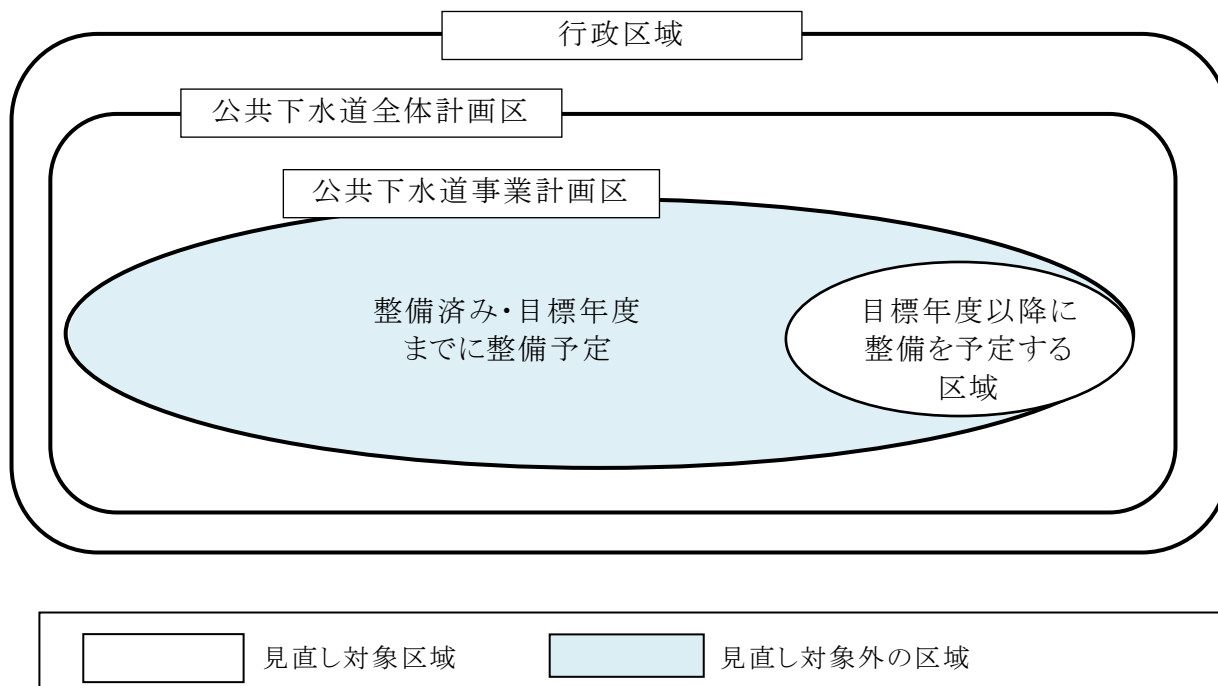 行政区域
公共下水道全体計画区
公共下水道事業計画区
整備済み・目標年度
までに整備予定
目標年度以降に
整備を予定する
区域
見直し対象区域
見直し対象外の区域